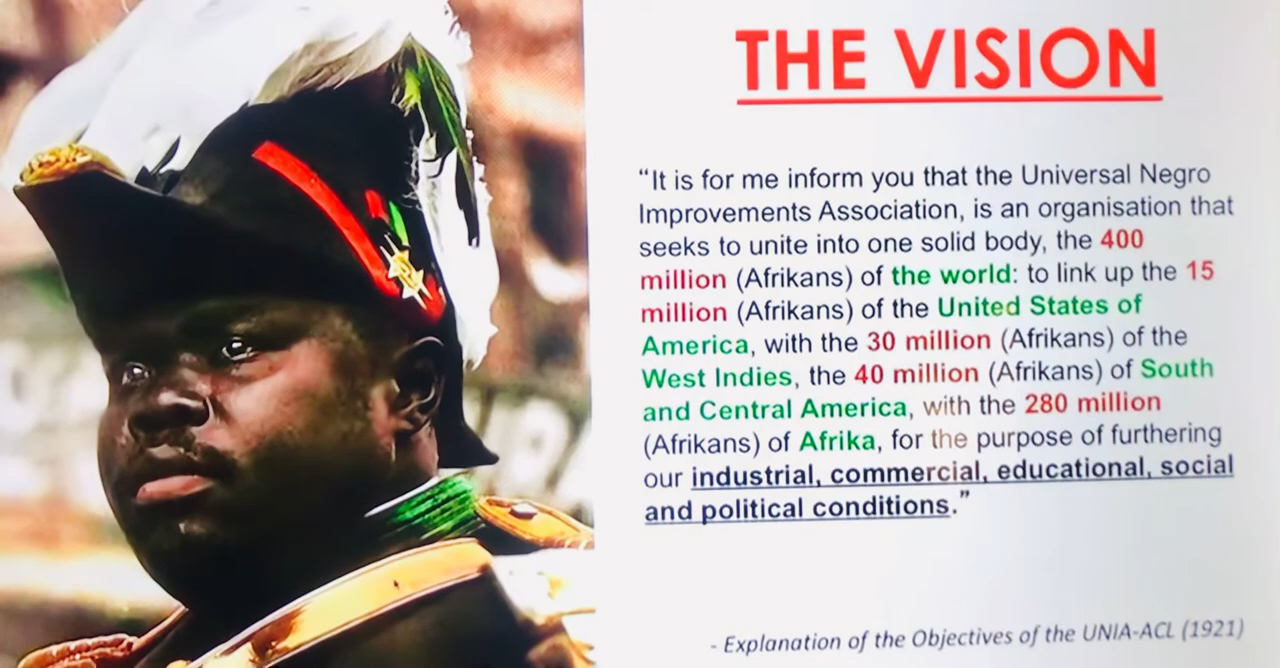 THE VISION
“It is for me inform you that the Universal Negro
Improvements Association, is an organisation that
seeks to unite into one solid body, the 400
million (Afrikans) of the world: to link up the 15
million (Afrikans) of the United States of
America, with the 30 million (Afrikans) of the
West Indies, the 40 million (Afrikans) of South
and Central America, with the 280 million
(Afrikans) of Afrika, for the purpose of furthering
our industrial, commercial, educational, social
and political conditions.”
- Explanation of the Objectives of the UNIA-ACL (1921)